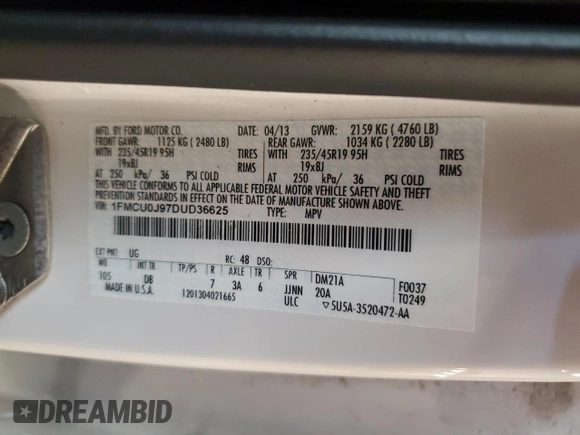 MFD. BY FORD MOTOR CO.
DATE: 04/13 GVWR: 2159 KG ( 4760 LB)
FRONT GAWR: 1125 KG ( 2480 LB) REAR GAWR: 1034 KG ( 2280 LB)
WITH 235/45R19 95H TIRES WITH 235/45R19 95H TIRES
19x8J RIMS 19x8J RIMS
AT 250 kPa/ 36 PSI COLD AT 250 kPa/ 36 PSI COLD
THIS VEHICLE CONFORMS TO ALL APPLICABLE FEDERAL MOTOR VEHICLE SAFETY AND THEFT
PREVENTION STANDARDS IN EFFECT ON THE DATE OF MANUFACTURE SHOWN ABOVE.
VIN: 1FMCU0J97DUD36625 TYPE: MPV
EXT PNT: UG RC: 48 DSO:
WB INT TR TP/PS R AXLE TR SPR DM21A F0037
105 DB 7 3A 6 JJNN 20A T0249
MADE IN U.S.A. 1201304021665 ULC ▽5U5A-3520472-AA
DREAMBID